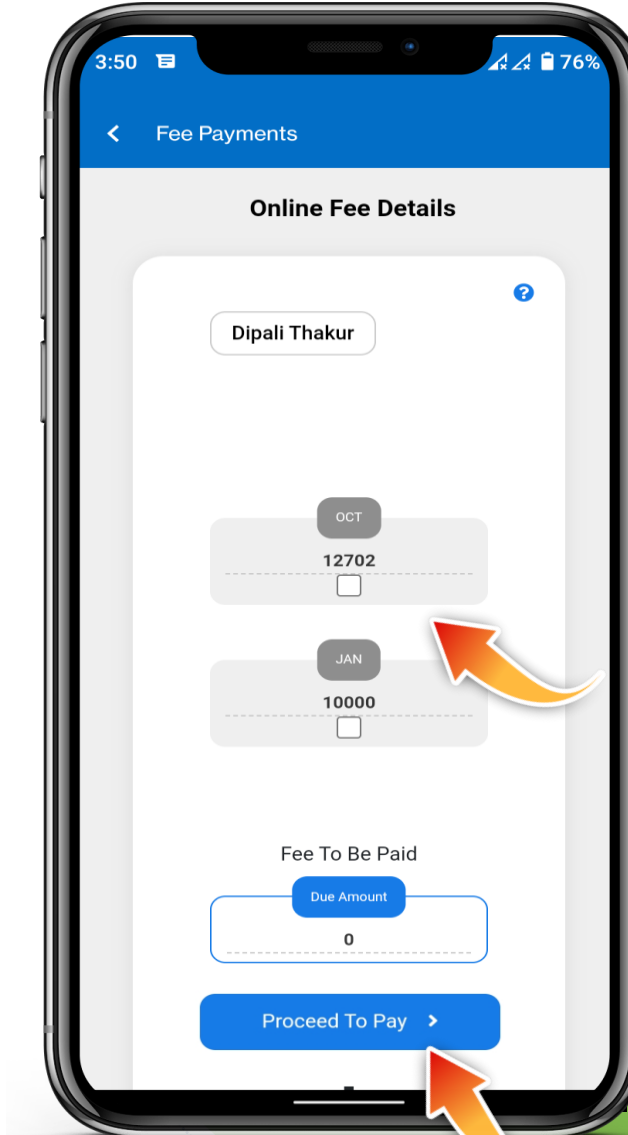 3:50 76%
Fee Payments
Online Fee Details
Dipali Thakur
OCT
12702
JAN
10000
Fee To Be Paid
Due Amount
0
Proceed To Pay